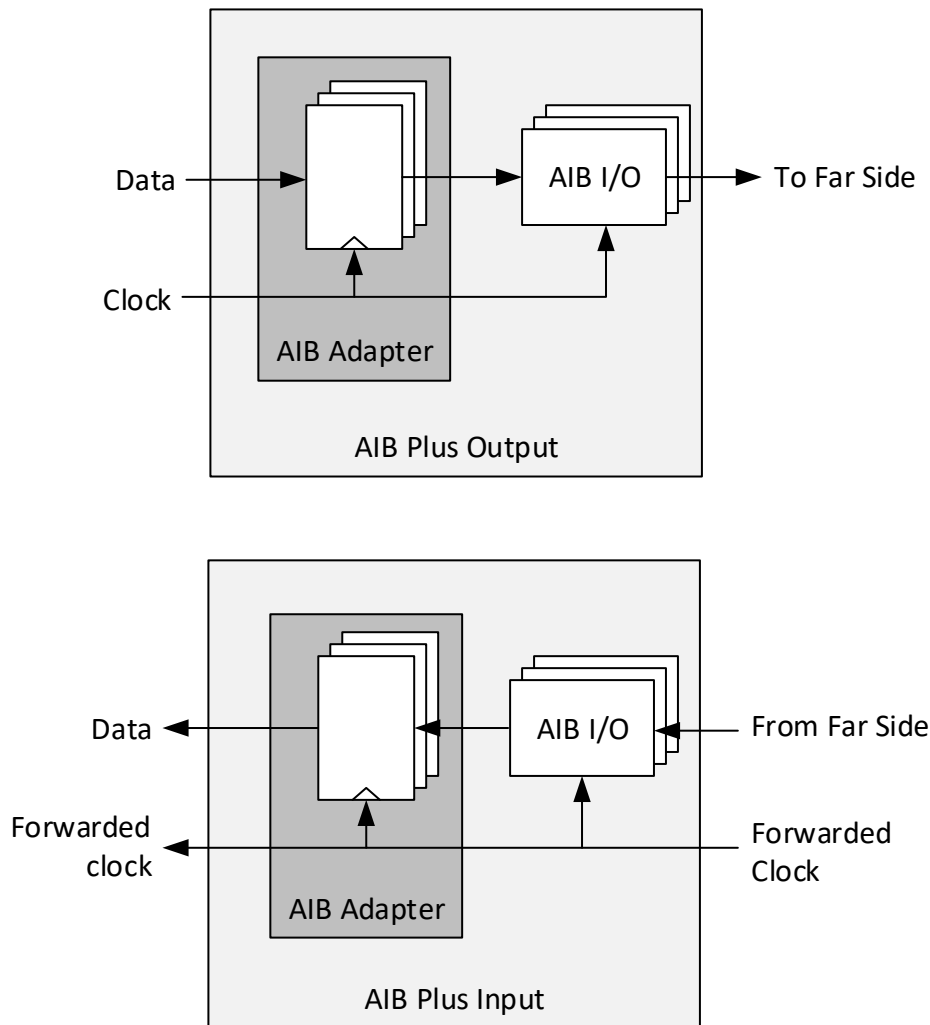 Data
AIB I/O
To Far Side
Clock
AIB Adapter
AIB Plus Output
Data
AIB I/O
From Far Side
Forwarded
clock
Forwarded
Clock
AIB Adapter
AIB Plus Input